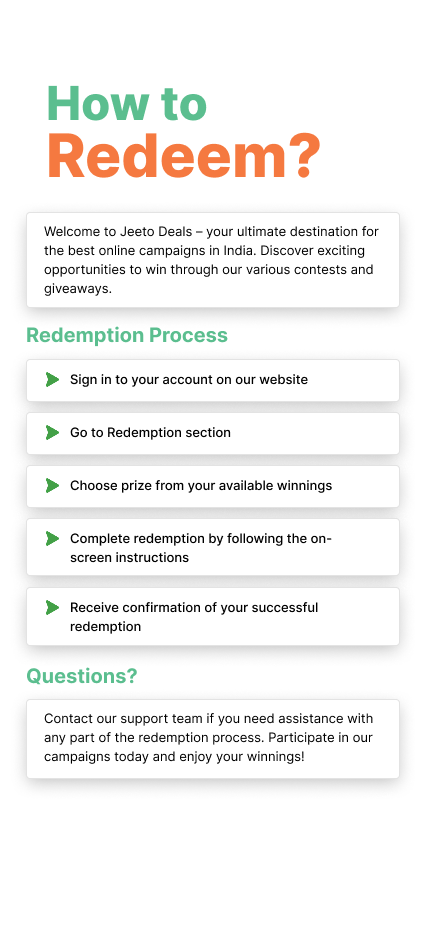 How to
Redeem?
Welcome to Jeeto Deals – your ultimate destination for
the best online campaigns in India. Discover exciting
opportunities to win through our various contests and
giveaways.
Redemption Process
Sign in to your account on our website
Go to Redemption section
Choose prize from your available winnings
Complete redemption by following the on-
screen instructions
Receive confirmation of your successful
redemption
Questions?
Contact our support team if you need assistance with
any part of the redemption process. Participate in our
campaigns today and enjoy your winnings!